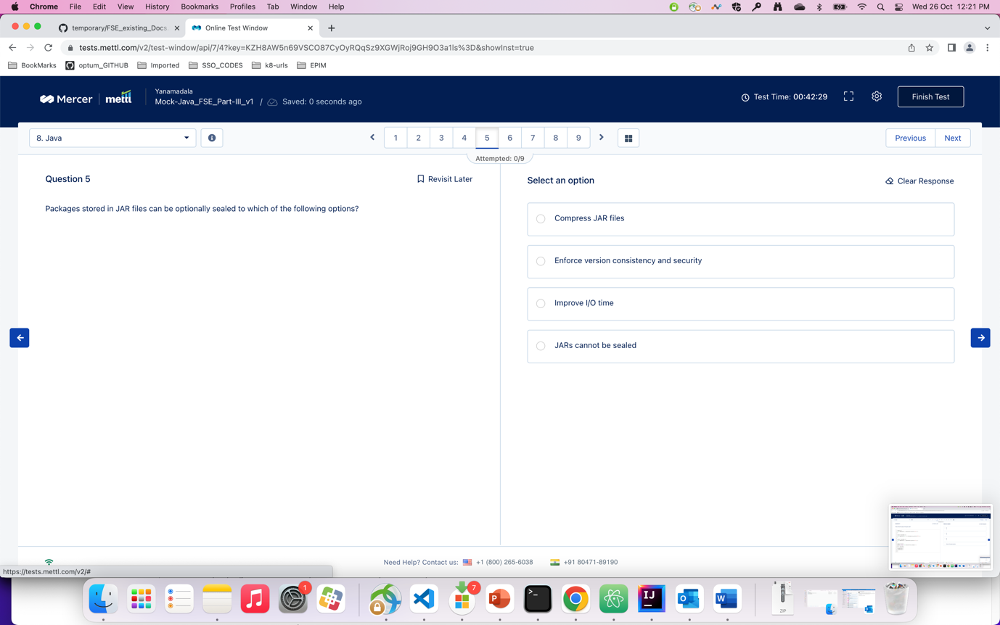 Chrome File Edit View History Bookmarks Profiles Tab Window Help Wed 26 Oct 12:21 PM
temporary/FSE_existing_Docs. Online Test Window
tests.mettl.com/v2/test-window/api/7/4?key=KZH8AW5n69VSCO87CyOyRQqSz9XGWjRoj9GH9O3a1ls%3D&showInst=true
BookMarks optum_GITHUB Imported SSO_CODES k8-urls EPIM
Mercer mettl
Yanamadala
Mock-Java_FSE_Part-III_v1 / Saved: 0 seconds ago
Test Time: 00:42:29
Finish Test
8. Java
1 2 3 4 5 6 7 8 9
Previous Next
Attempted: 0/9
Question 5
Revisit Later
Packages stored in JAR files can be optionally sealed to which of the following options?
Select an option
Clear Response
Compress JAR files
Enforce version consistency and security
Improve I/O time
JARs cannot be sealed
Need Help? Contact us: +1 (800) 265-6038 +91 80471-89190
https://tests.mettl.com/v2/#
1
7
P
>_
IJ
O
W
ZIP